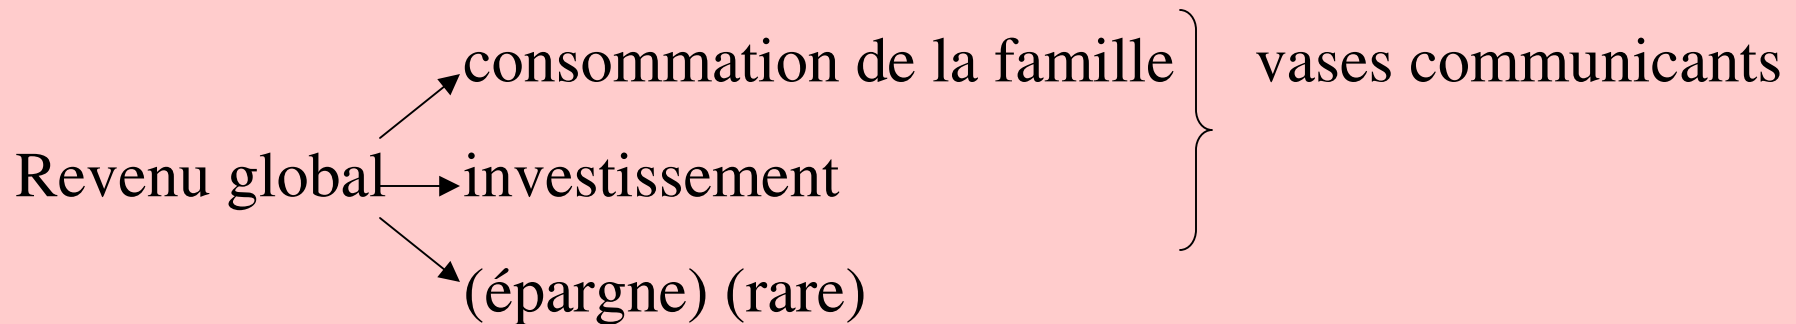 consommation de la famille vases communicants
Revenu global investissement
(épargne) (rare)